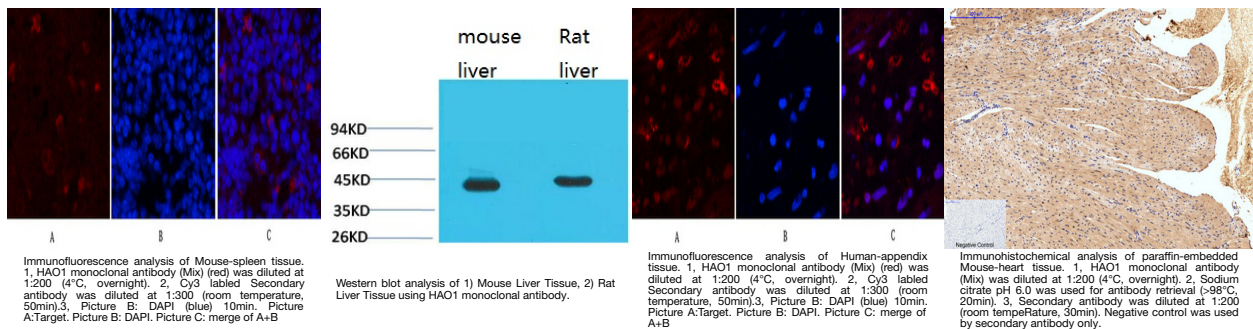 A B C
Immunofluorescence analysis of Mouse-spleen tissue.
1, HAO1 monoclonal antibody (Mix) (red) was diluted at
1:200 (4°C, overnight). 2, Cy3 labled Secondary
antibody was diluted at 1:300 (room temperature,
50min).3, Picture B: DAPI (blue) 10min. Picture
A:Target. Picture B: DAPI. Picture C: merge of A+B
mouse Rat
liver liver
94KD
66KD
45KD
35KD
26KD
Western blot analysis of 1) Mouse Liver Tissue, 2) Rat
Liver Tissue using HAO1 monoclonal antibody.
A B C
Immunofluorescence analysis of Human-appendix
tissue. 1, HAO1 monoclonal antibody (Mix) (red) was
diluted at 1:200 (4°C, overnight). 2, Cy3 labled
Secondary antibody was diluted at 1:300 (room
temperature, 50min).3, Picture B: DAPI (blue) 10min.
Picture A:Target. Picture B: DAPI. Picture C: merge of
A+B
Negative Control
Immunohistochemical analysis of paraffin-embedded
Mouse-heart tissue. 1, HAO1 monoclonal antibody
(Mix) was diluted at 1:200 (4°C, overnight). 2, Sodium
citrate pH 6.0 was used for antibody retrieval (>98°C,
20min). 3, Secondary antibody was diluted at 1:200
(room tempeRature, 30min). Negative control was used
by secondary antibody only.